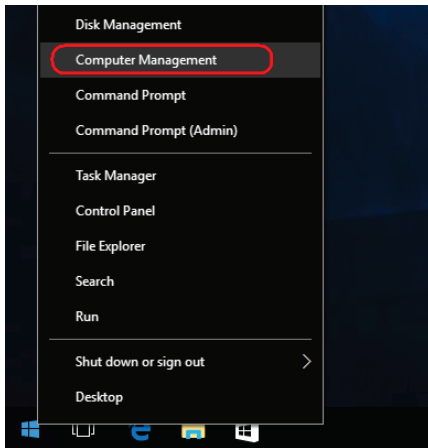 Disk Management
Computer Management
Command Prompt
Command Prompt (Admin)
Task Manager
Control Panel
File Explorer
Search
Run
Shut down or sign out
Desktop